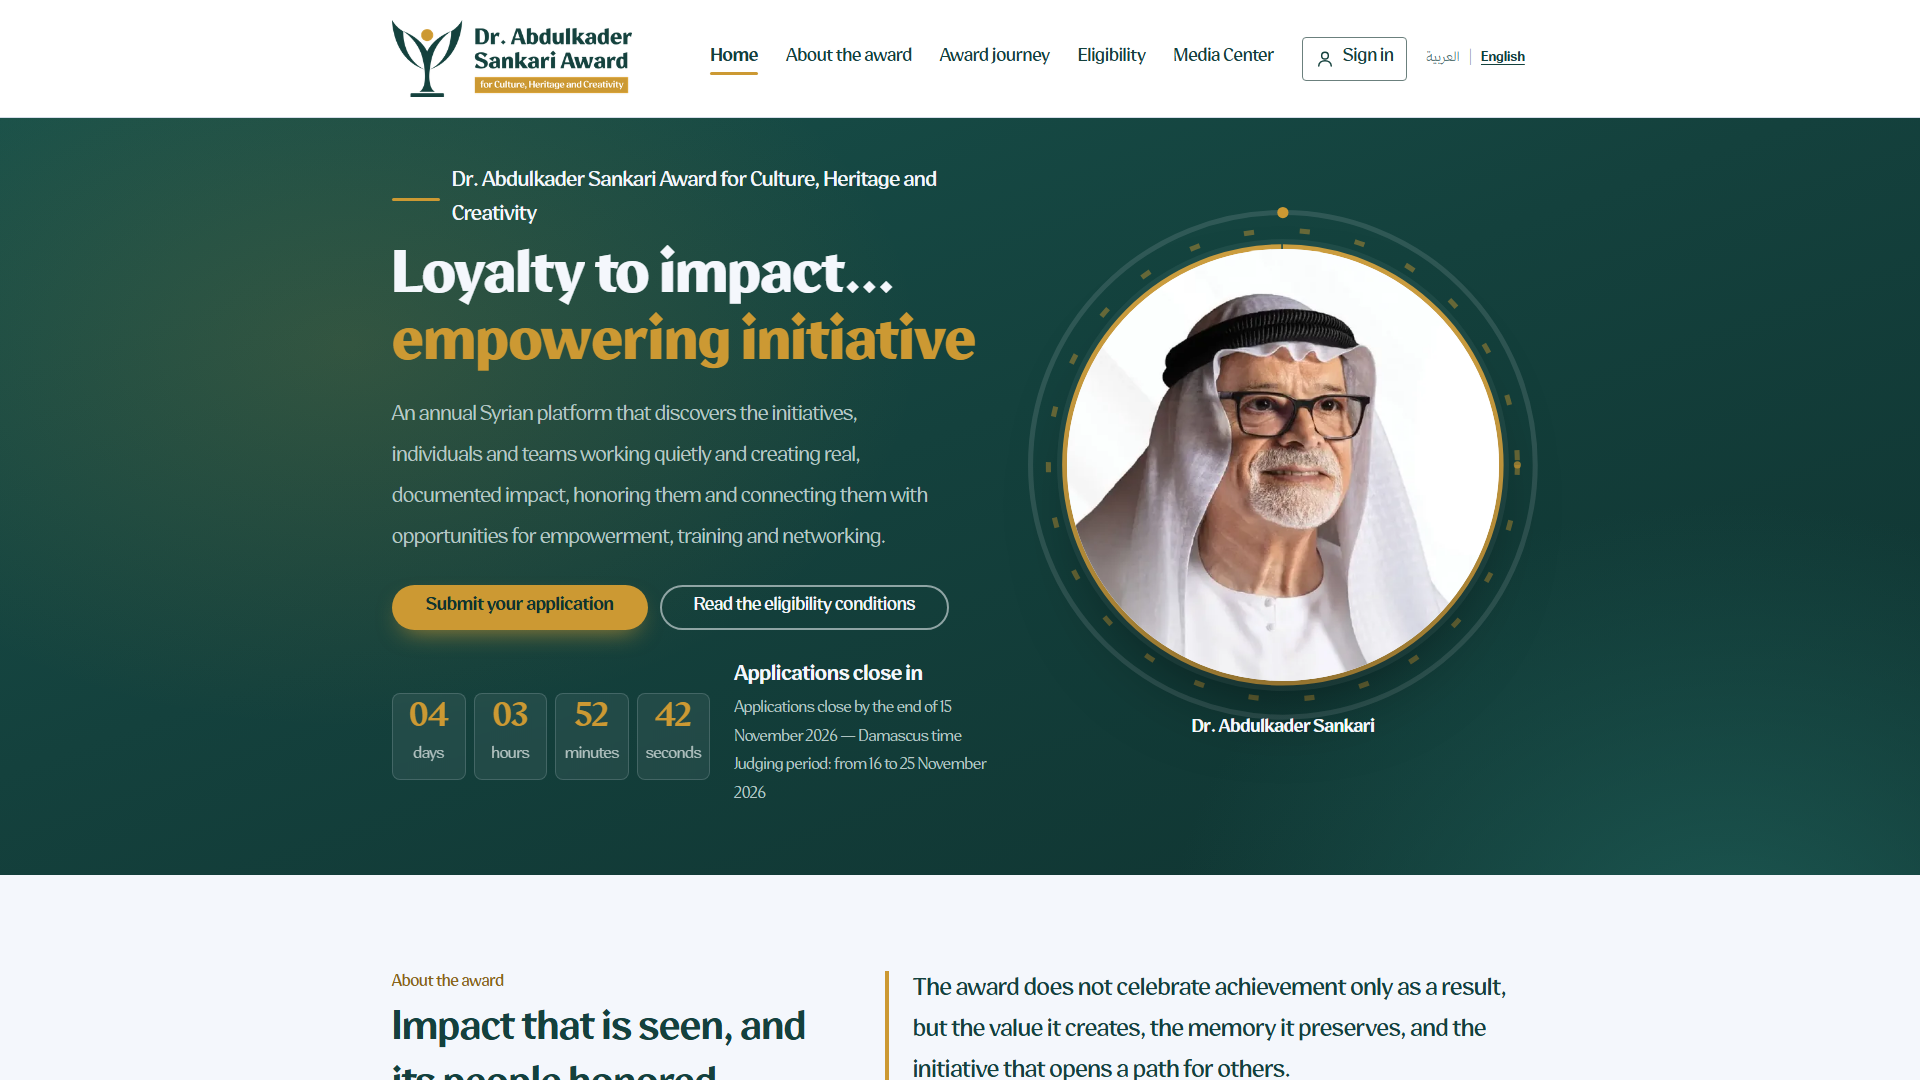 Dr. Abdulkader
Sankari Award
for Culture, Heritage and Creativity
Home
About the award
Award journey
Eligibility
Media Center
Sign in
العربية
English
Dr. Abdulkader Sankari Award for Culture, Heritage and
Creativity
Loyalty to impact...
empowering initiative
An annual Syrian platform that discovers the initiatives,
individuals and teams working quietly and creating real,
documented impact, honoring them and connecting them with
opportunities for empowerment, training and networking.
Submit your application
Read the eligibility conditions
04
days
03
hours
52
minutes
42
seconds
Applications close in
Applications close by the end of 15
November 2026 — Damascus time
Judging period: from 16 to 25 November
2026
Dr. Abdulkader Sankari
About the award
Impact that is seen, and
its people honored
The award does not celebrate achievement only as a result,
but the value it creates, the memory it preserves, and the
initiative that opens a path for others.